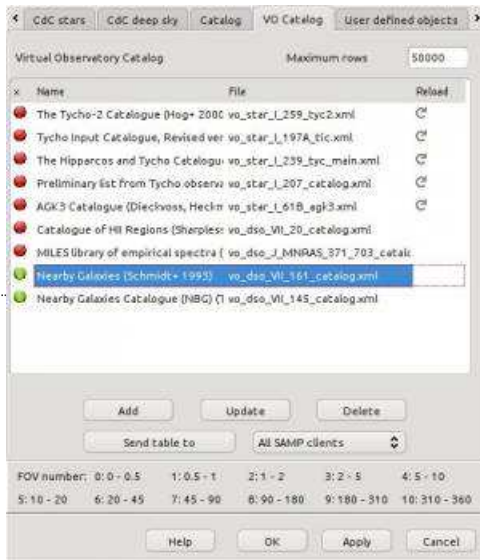 CdC stars CdC deep sky Catalog VO Catalog User defined objects
Virtual Observatory Catalog Maximum rows 50000
x Name File Reload
The Tycho-2 Catalogue (Hog+ 2000 vo_star_I_259_tyc2.xml
Tycho Input Catalogue, Revised ver vo_star_I_197A_tic.xml
The Hipparcos and Tycho Catalogu vo_star_I_239_tyc_main.xml
Preliminary list from Tycho observa vo_star_I_207_catalog.xml
AGK3 Catalogue (Dieckvoss, Heckm vo_star_I_61B_agk3.xml
Catalogue of HII Regions (Sharpless vo_dso_VII_20_catalog.xml
MILES library of empirical spectra ( vo_dso_J_MNRAS_371_703_catalo
Nearby Galaxies (Schmidt+ 1993) vo_dso_VII_161_catalog.xml
Nearby Galaxies Catalogue (NBG) (T vo_dso_VII_145_catalog.xml
Add Update Delete
Send table to All SAMP clients
FOV number: 0: 0 - 0.5 1: 0.5 - 1 2: 1 - 2 3: 2 - 5 4: 5 - 10
5: 10 - 20 6: 20 - 45 7: 45 - 90 8: 90 - 180 9: 180 - 310 10: 310 - 360
Help OK Apply Cancel